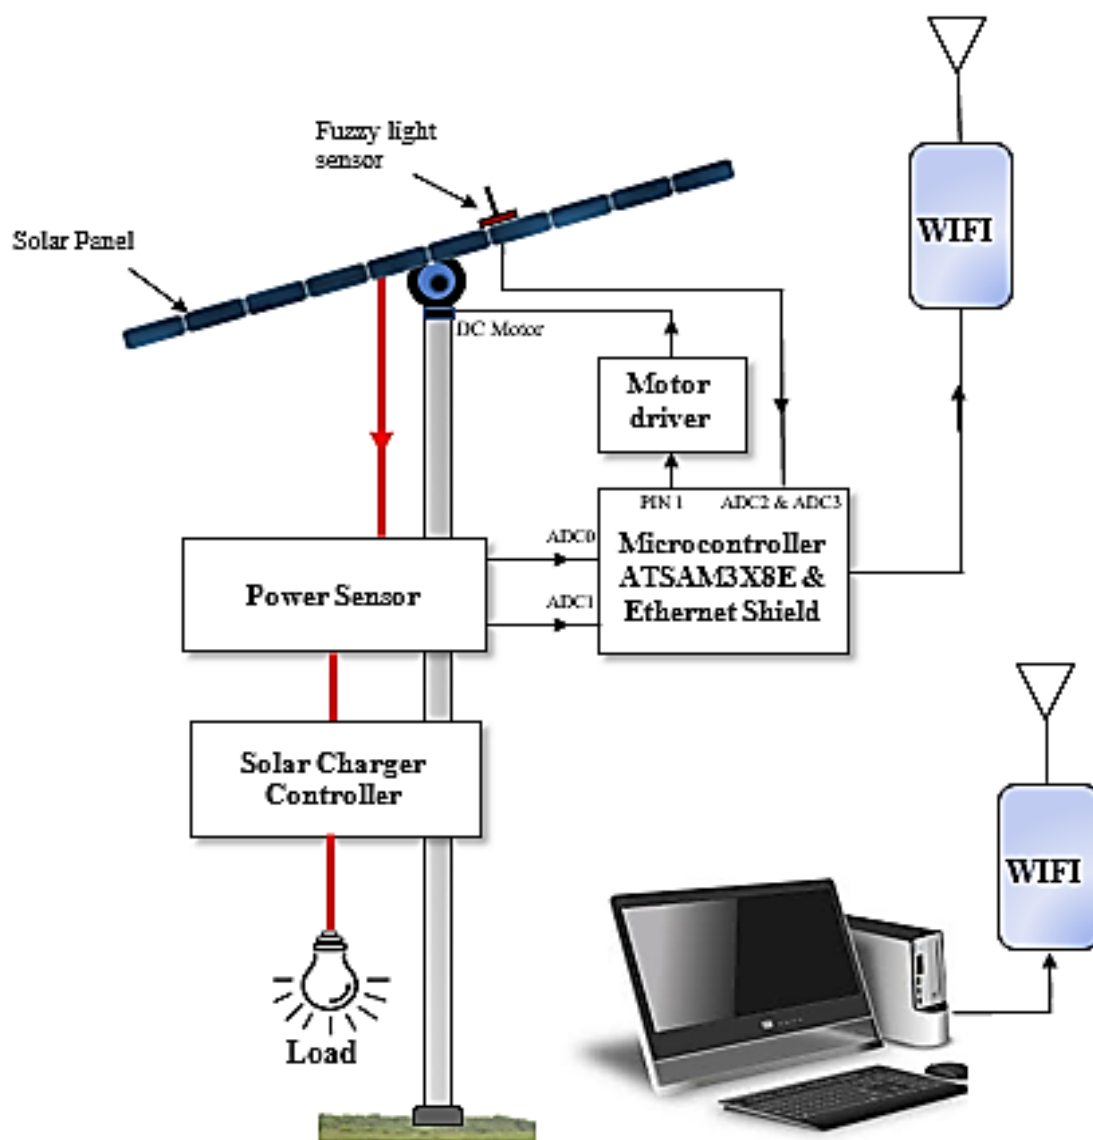 Fuzzy light
sensor
Solar Panel
WIFI
DC Motor
Motor
driver
PIN 1
ADC2 & ADC3
ADC0
Microcontroller
ATSAM3X8E &
Ethernet Shield
Power Sensor
ADC1
Solar Charger
Controller
WIFI
Load